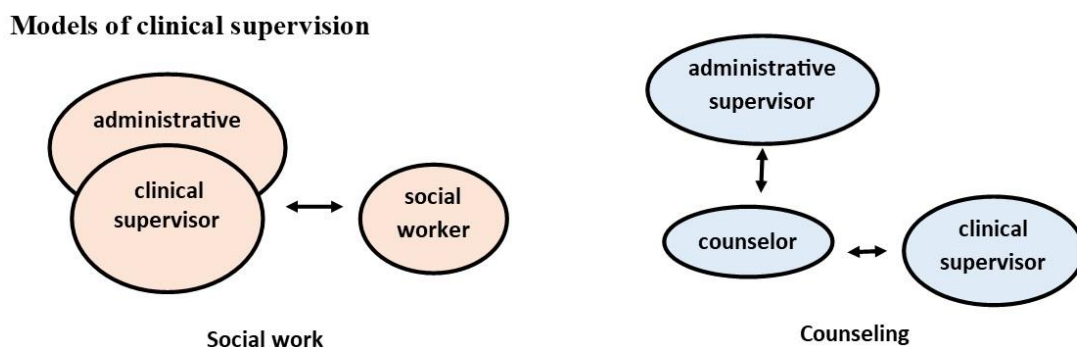 Models of clinical supervision
administrative
clinical
supervisor
social
worker
Social work
administrative
supervisor
counselor
clinical
supervisor
Counseling